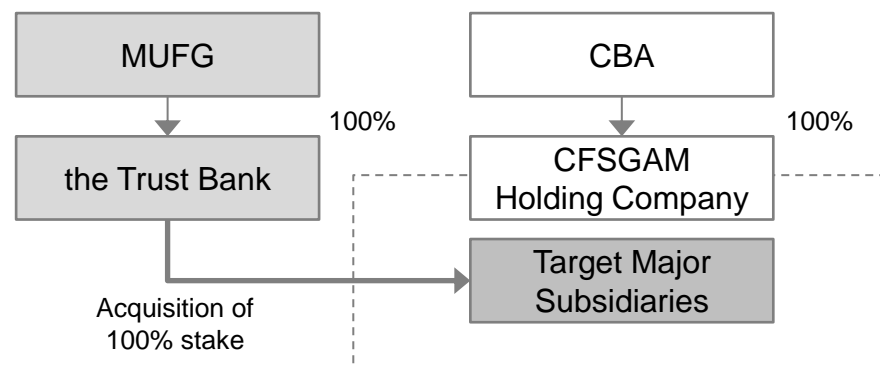 MUFG
CBA
100%
100%
the Trust Bank
CFSGAM
Holding Company
Target Major
Subsidiaries
Acquisition of
100% stake